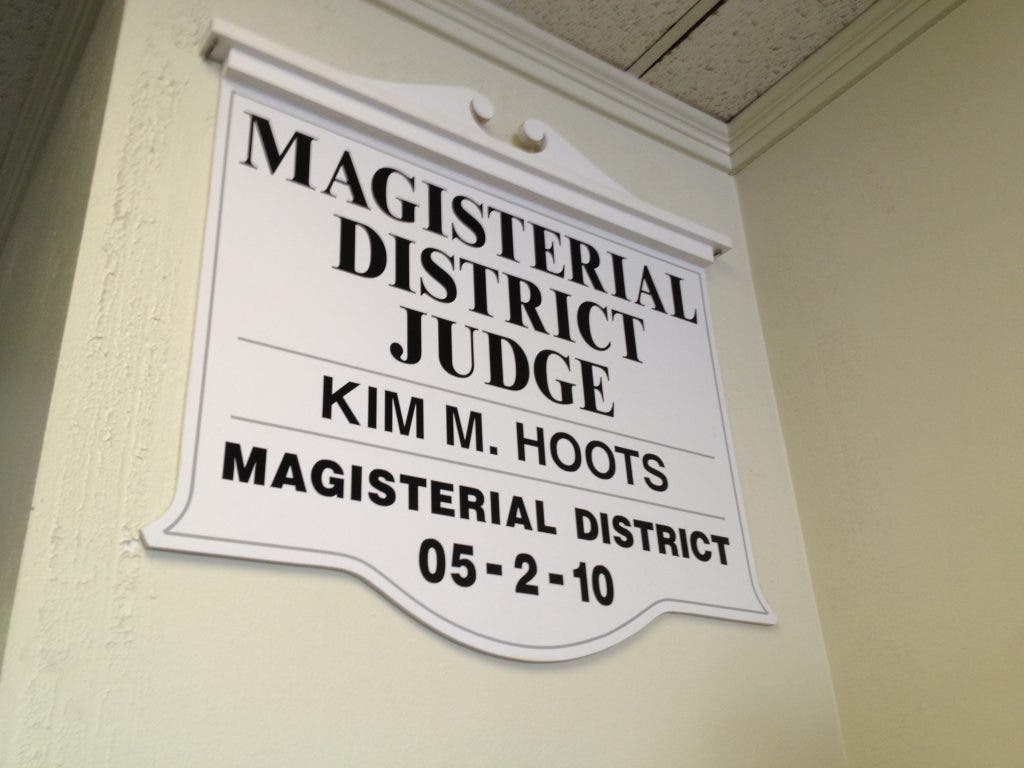 MAGISTERIAL
DISTRICT
JUDGE
KIM M. HOOTS
MAGISTERIAL DISTRICT
05-2-10